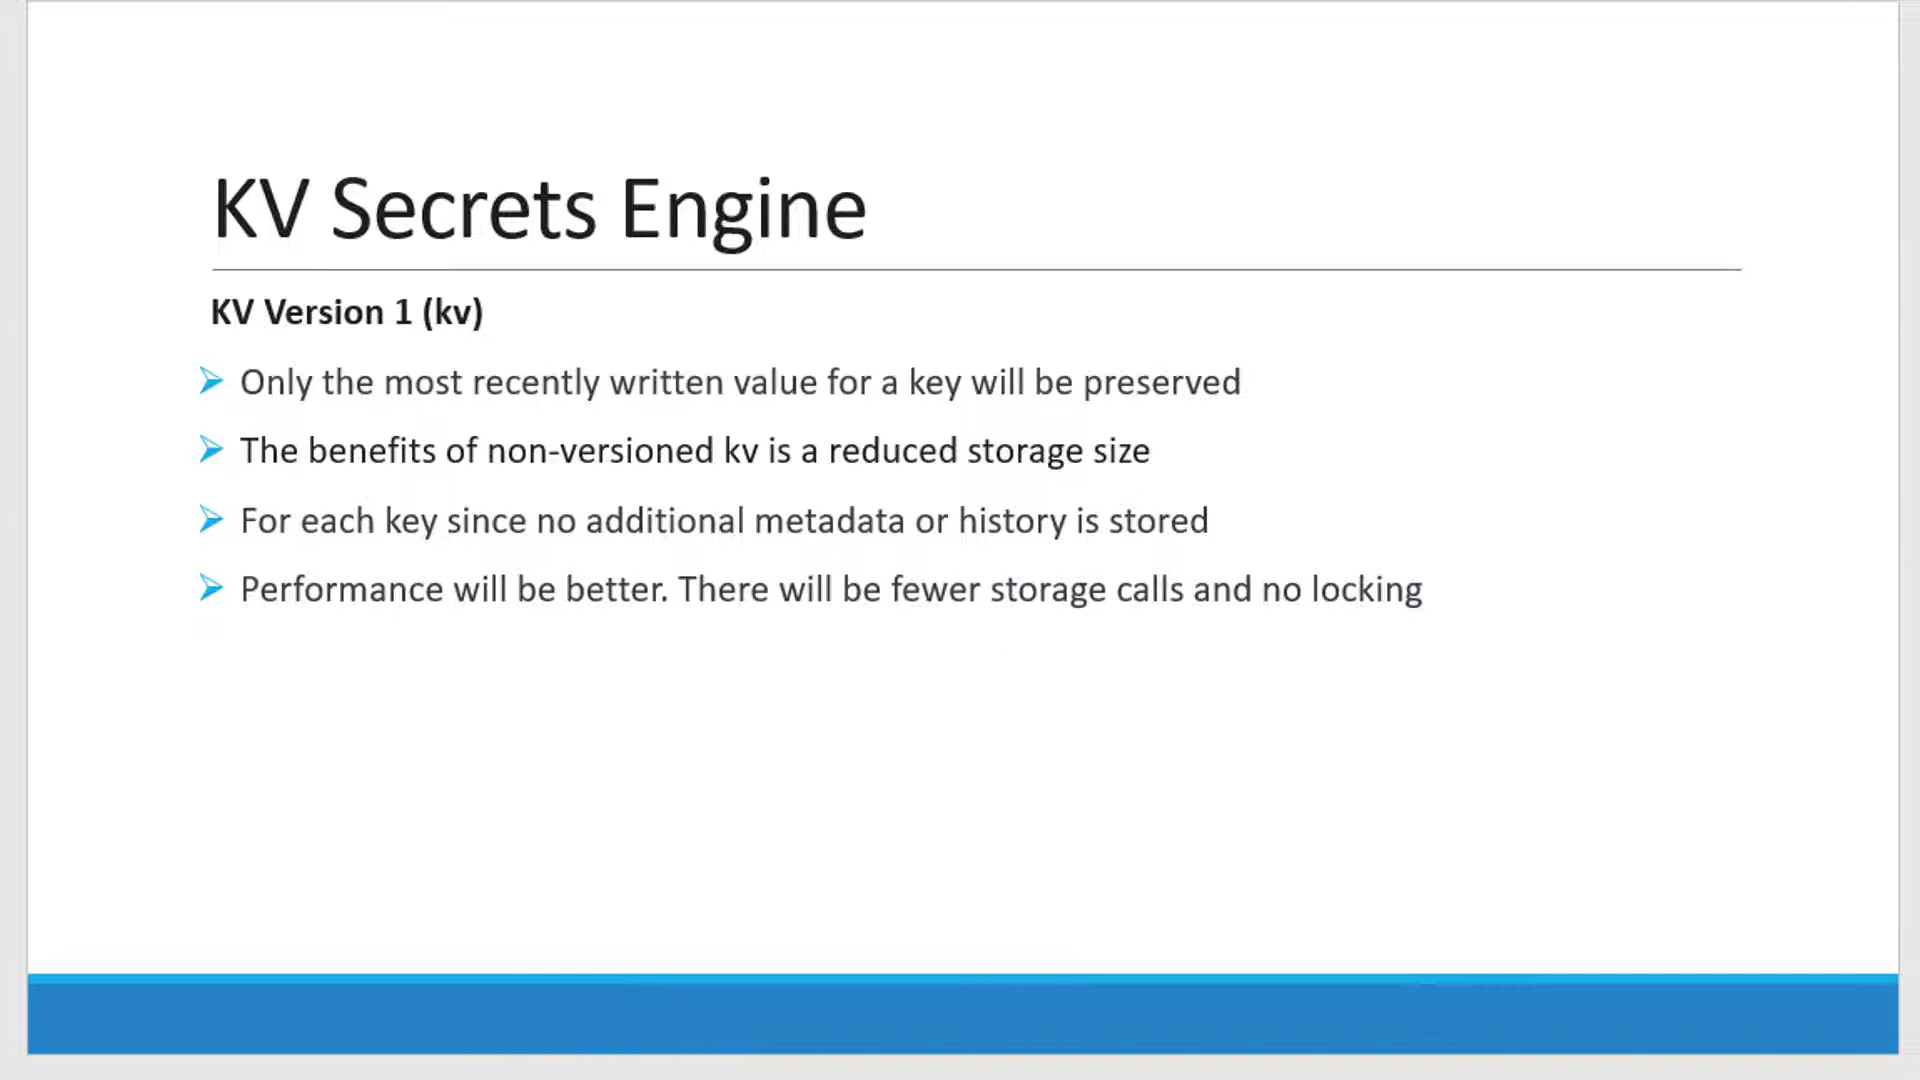 KV Secrets Engine
KV Version 1 (kv)
Only the most recently written value for a key will be preserved
The benefits of non-versioned kv is a reduced storage size
For each key since no additional metadata or history is stored
Performance will be better. There will be fewer storage calls and no locking